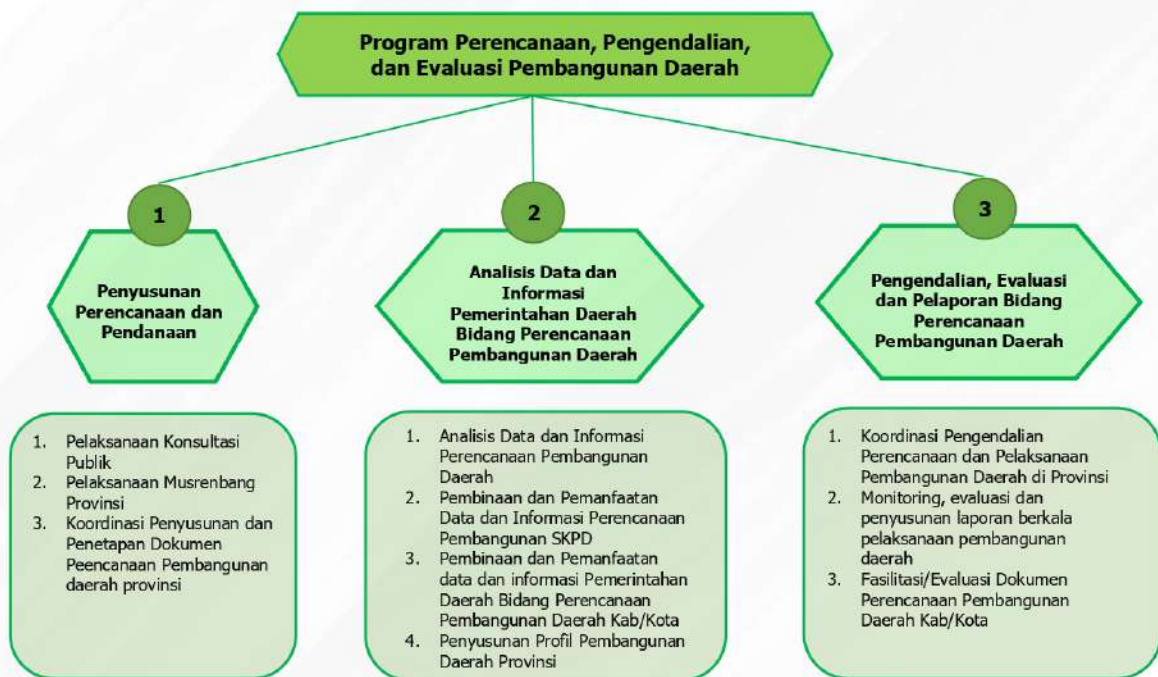 Program Perencanaan, Pengendalian,
dan Evaluasi Pembangunan Daerah
1
Penyusunan
Perencanaan dan
Pendanaan
1. Pelaksanaan Konsultasi
Publik
2. Pelaksanaan Musrenbang
Provinsi
3. Koordinasi Penyusunan dan
Penetapan Dokumen
Peencanaan Pembangunan
daerah provinsi
2
Analisis Data dan
Informasi
Pemerintahan Daerah
Bidang Perencanaan
Pembangunan Daerah
1. Analisis Data dan Informasi
Perencanaan Pembangunan
Daerah
2. Pembinaan dan Pemanfaatan
Data dan Informasi Perencanaan
Pembangunan SKPD
3. Pembinaan dan Pemanfaatan
data dan informasi Pemerintahan
Daerah Bidang Perencanaan
Pembangunan Daerah Kab/Kota
4. Penyusunan Profil Pembangunan
Daerah Provinsi
3
Pengendalian, Evaluasi
dan Pelaporan Bidang
Perencanaan
Pembangunan Daerah
1. Koordinasi Pengendalian
Perencanaan dan Pelaksanaan
Pembangunan Daerah di Provinsi
2. Monitoring, evaluasi dan
penyusunan laporan berkala
pelaksanaan pembangunan
daerah
3. Fasilitasi/Evaluasi Dokumen
Perencanaan Pembangunan
Daerah Kab/Kota